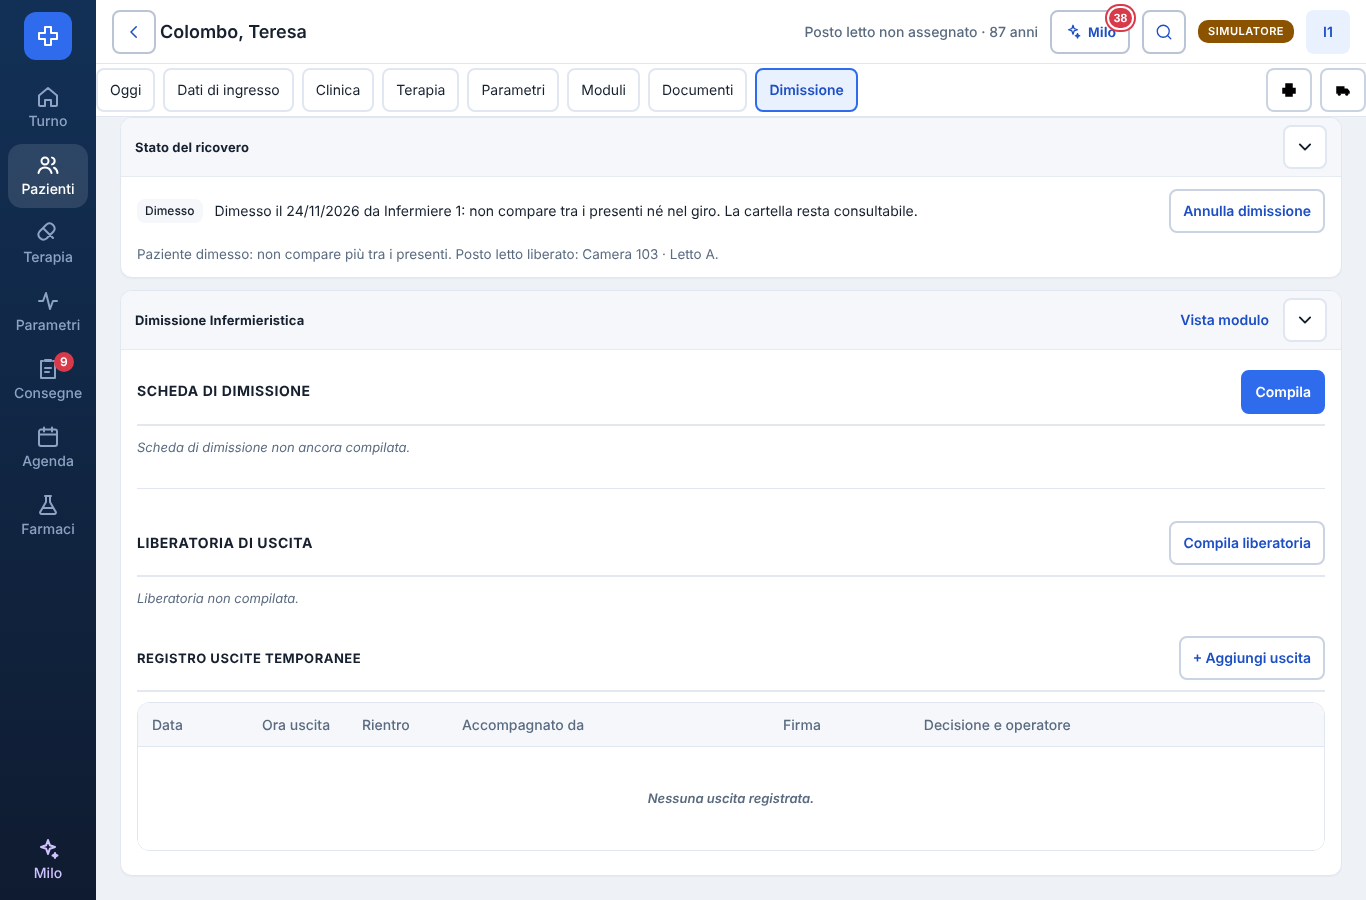 Colombo, Teresa
Posto letto non assegnato · 87 anni
Milo
38
SIMULATORE
I1
Oggi
Dati di ingresso
Clinica
Terapia
Parametri
Moduli
Documenti
Dimissione
Turno
Pazienti
Terapia
Parametri
9
Consegne
Agenda
Farmaci
Milo
Stato del ricovero
Dimesso
Dimesso il 24/11/2026 da Infermiere 1: non compare tra i presenti né nel giro. La cartella resta consultabile.
Annulla dimissione
Paziente dimesso: non compare più tra i presenti. Posto letto liberato: Camera 103 · Letto A.
Dimissione Infermieristica
Vista modulo
SCHEDA DI DIMISSIONE
Compila
Scheda di dimissione non ancora compilata.
LIBERATORIA DI USCITA
Compila liberatoria
Liberatoria non compilata.
REGISTRO USCITE TEMPORANEE
+ Aggiungi uscita
Data
Ora uscita
Rientro
Accompagnato da
Firma
Decisione e operatore
Nessuna uscita registrata.